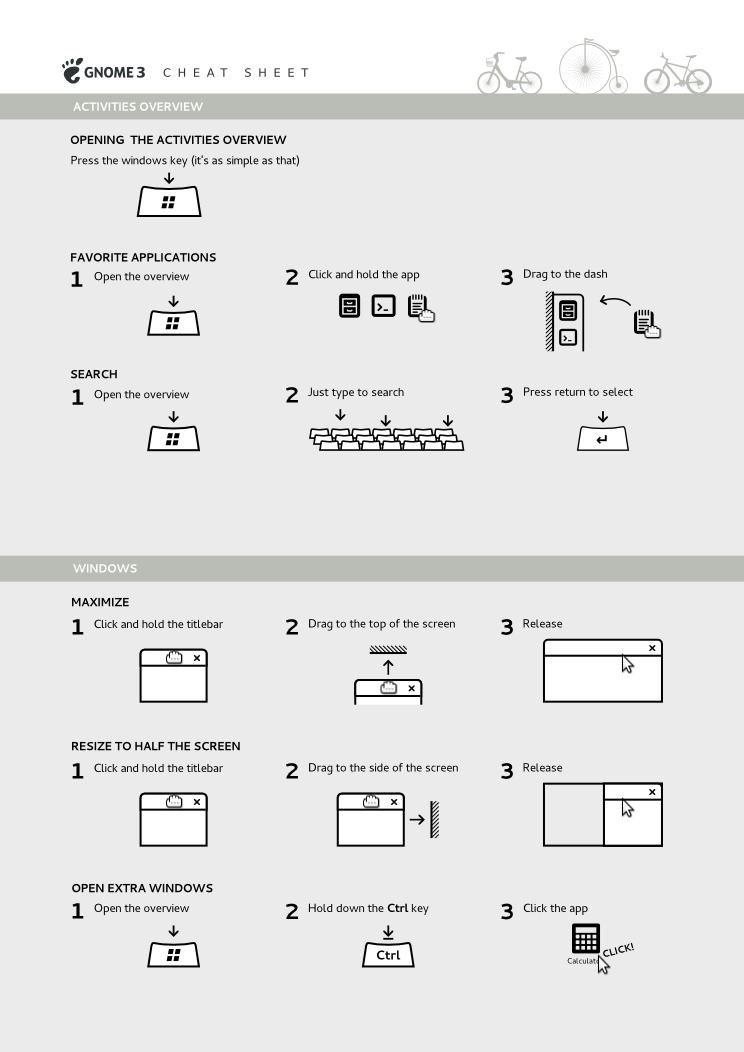 GNOME 3 CHEAT SHEET
ACTIVITIES OVERVIEW
OPENING THE ACTIVITIES OVERVIEW
Press the windows key (it's as simple as that)
FAVORITE APPLICATIONS
1 Open the overview
2 Click and hold the app
3 Drag to the dash
SEARCH
1 Open the overview
2 Just type to search
3 Press return to select
WINDOWS
MAXIMIZE
1 Click and hold the titlebar
2 Drag to the top of the screen
3 Release
RESIZE TO HALF THE SCREEN
1 Click and hold the titlebar
2 Drag to the side of the screen
3 Release
OPEN EXTRA WINDOWS
1 Open the overview
2 Hold down the Ctrl key
3 Click the app
Ctrl
CLICK!